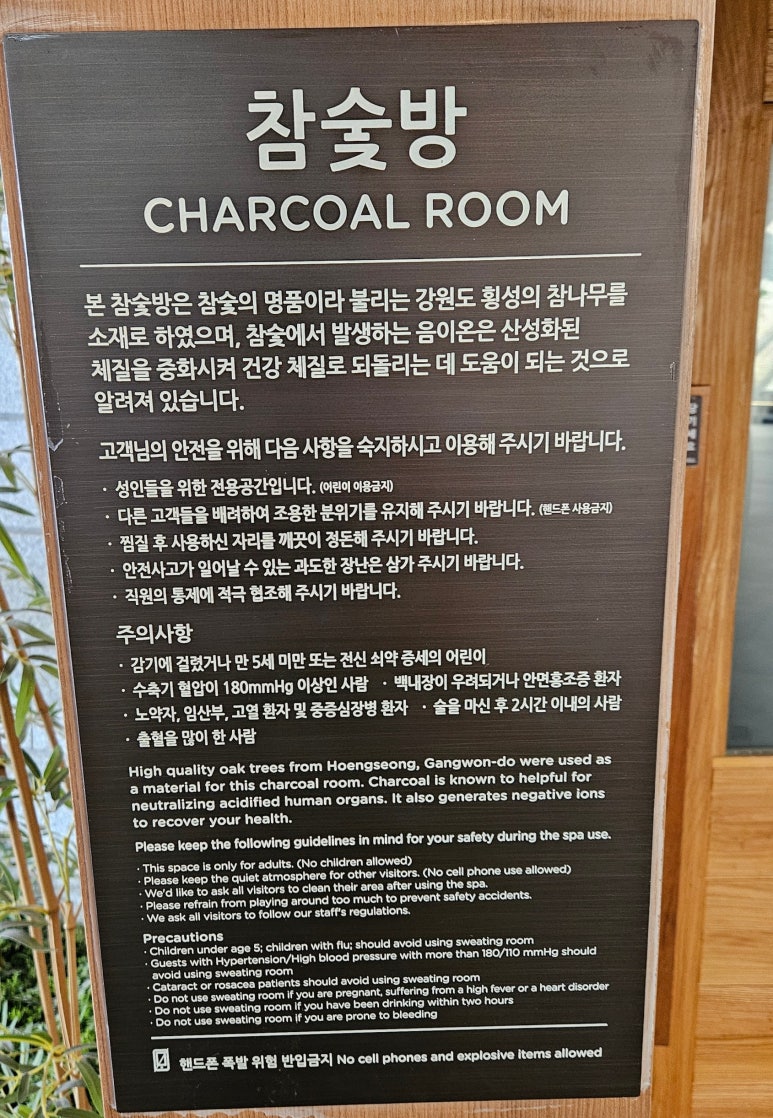 참숯방
CHARCOAL ROOM
본 참숯방은 참숯의 명품이라 불리는 강원도 횡성의 참나무를
소재로 하였으며, 참숯에서 발생하는 음이온은 산성화된
체질을 중화시켜 건강 체질로 되돌리는 데 도움이 되는 것으로
알려져 있습니다.
고객님의 안전을 위해 다음 사항을 숙지하시고 이용해 주시기 바랍니다.
· 성인들을 위한 전용공간입니다. (어린이 이용금지)
· 다른 고객들을 배려하여 조용한 분위기를 유지해 주시기 바랍니다. (핸드폰 사용금지)
· 찜질 후 사용하신 자리를 깨끗이 정돈해 주시기 바랍니다.
· 안전사고가 일어날 수 있는 과도한 장난은 삼가 주시기 바랍니다.
· 직원의 통제에 적극 협조해 주시기 바랍니다.
주의사항
· 감기에 걸렸거나 만 5세 미만 또는 전신 쇠약 증세의 어린이
· 수축기 혈압이 180mmHg 이상인 사람 · 백내장이 우려되거나 안면홍조증 환자
· 노약자, 임산부, 고열 환자 및 중증심장병 환자 · 술을 마신 후 2시간 이내의 사람
· 출혈을 많이 한 사람
High quality oak trees from Hoengseong, Gangwon-do were used as
a material for this charcoal room. Charcoal is known to helpful for
neutralizing acidified human organs. It also generates negative ions
to recover your health.
Please keep the following guidelines in mind for your safety during the spa use.
· This space is only for adults. (No children allowed)
· Please keep the quiet atmosphere for other visitors. (No cell phone use allowed)
· We'd like to ask all visitors to clean their area after using the spa.
· Please refrain from playing around too much to prevent safety accidents.
· We ask all visitors to follow our staff's regulations.
Precautions
· Children under age 5; children with flu; should avoid using sweating room
· Guests with Hypertension/High blood pressure with more than 180/110 mmHg should
avoid using sweating room
· Cataract or rosacea patients should avoid using sweating room
· Do not use sweating room if you are pregnant, suffering from a high fever or a heart disorder
· Do not use sweating room if you have been drinking within two hours
· Do not use sweating room if you are prone to bleeding
핸드폰 폭발 위험 반입금지 No cell phones and explosive items allowed